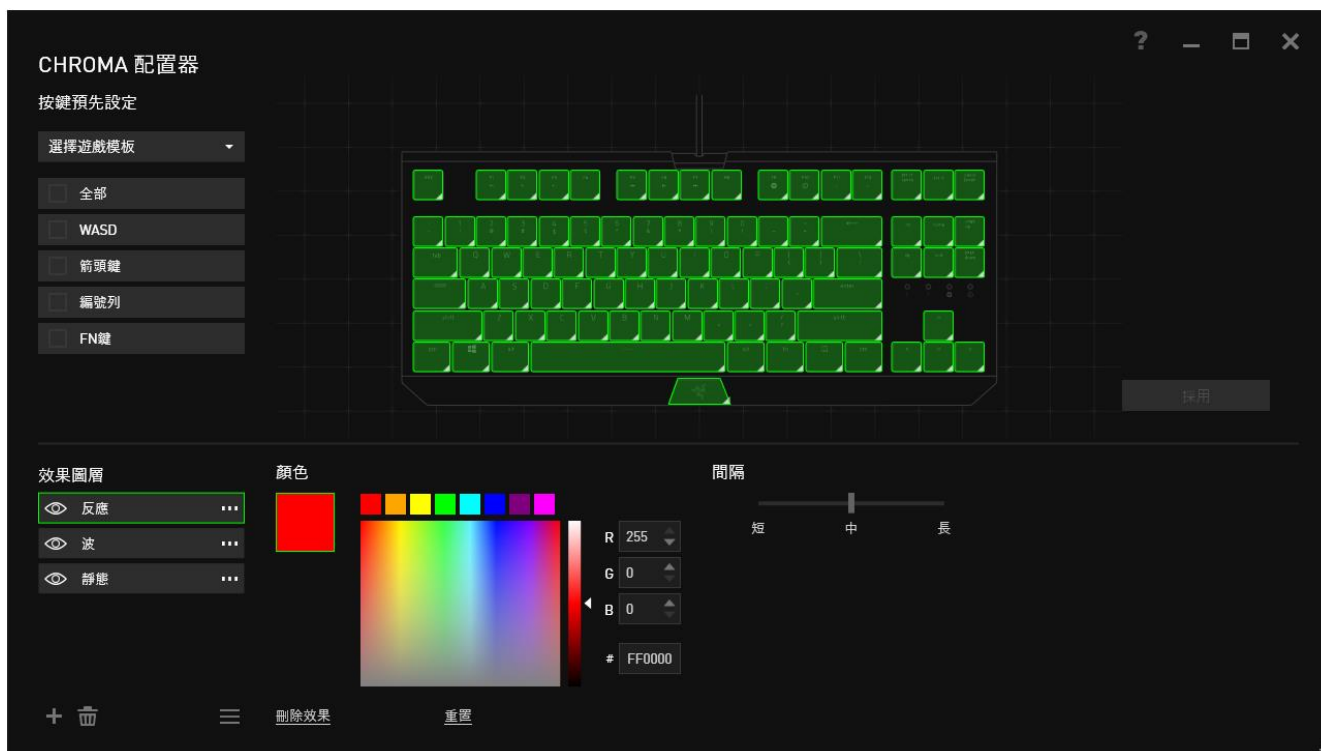 ?
CHROMA 配置器
按鍵預先設定
選擇遊戲模板
全部
WASD
箭頭鍵
編號列
FN鍵
採用
效果圖層
反應
波
靜態
顏色
R 255
G 0
B 0
# FF0000
刪除效果
重置
間隔
短 中 長